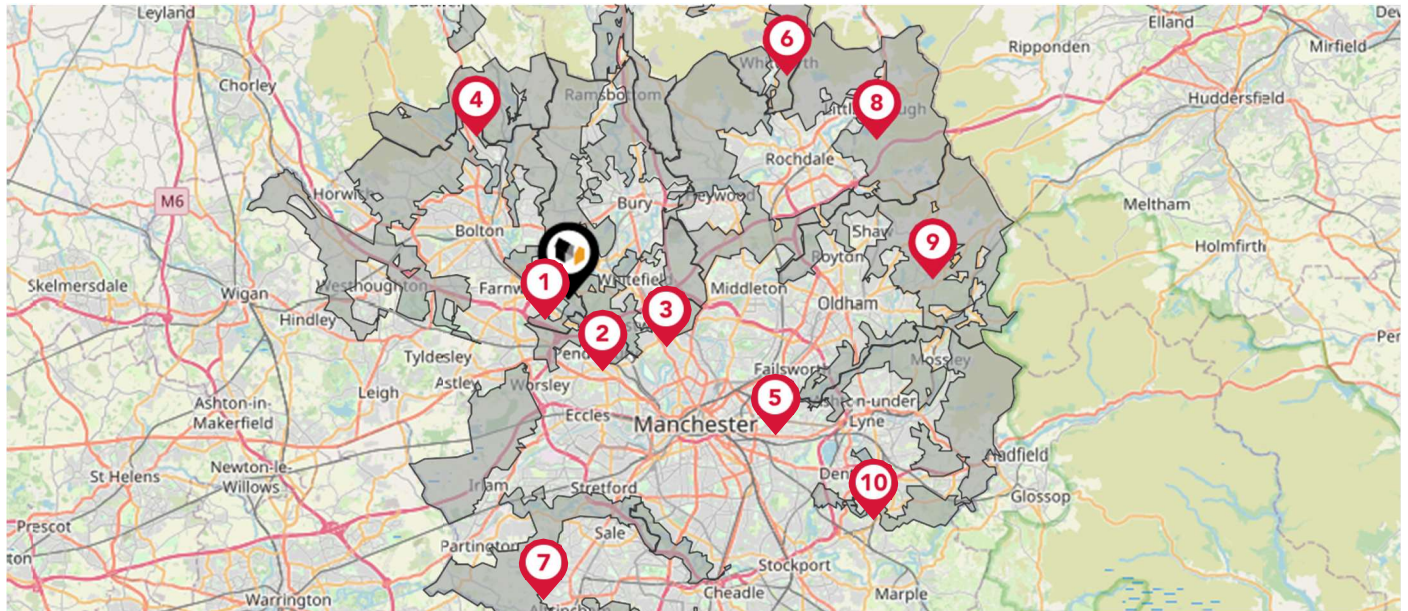 Leyland
Elland
Ripponden
Mirfield
6
Chorley
4
Ramsbottom
8
Huddersfield
Rochdale
M6
Horwich
Heywood
Bury
Meltham
Bolton
Shaw
9
Holmfirth
Royton
Skelmersdale
1
Whitefield
Middleton
Wigan
Westhoughton
Oldham
3
Hindley
2
Tyldesley
Mossley
Failsworth
Astley
Worsley
Leigh
5
Ashton-in-
Makerfield
Eccles
Manchester
Lyne
Hadfield
St Helens
Newton-le-
Willows
10
Irlam
Stretford
Glossop
Prescot
Sale
Partington
7
Stockport
Warrington
Cheadle
Marple